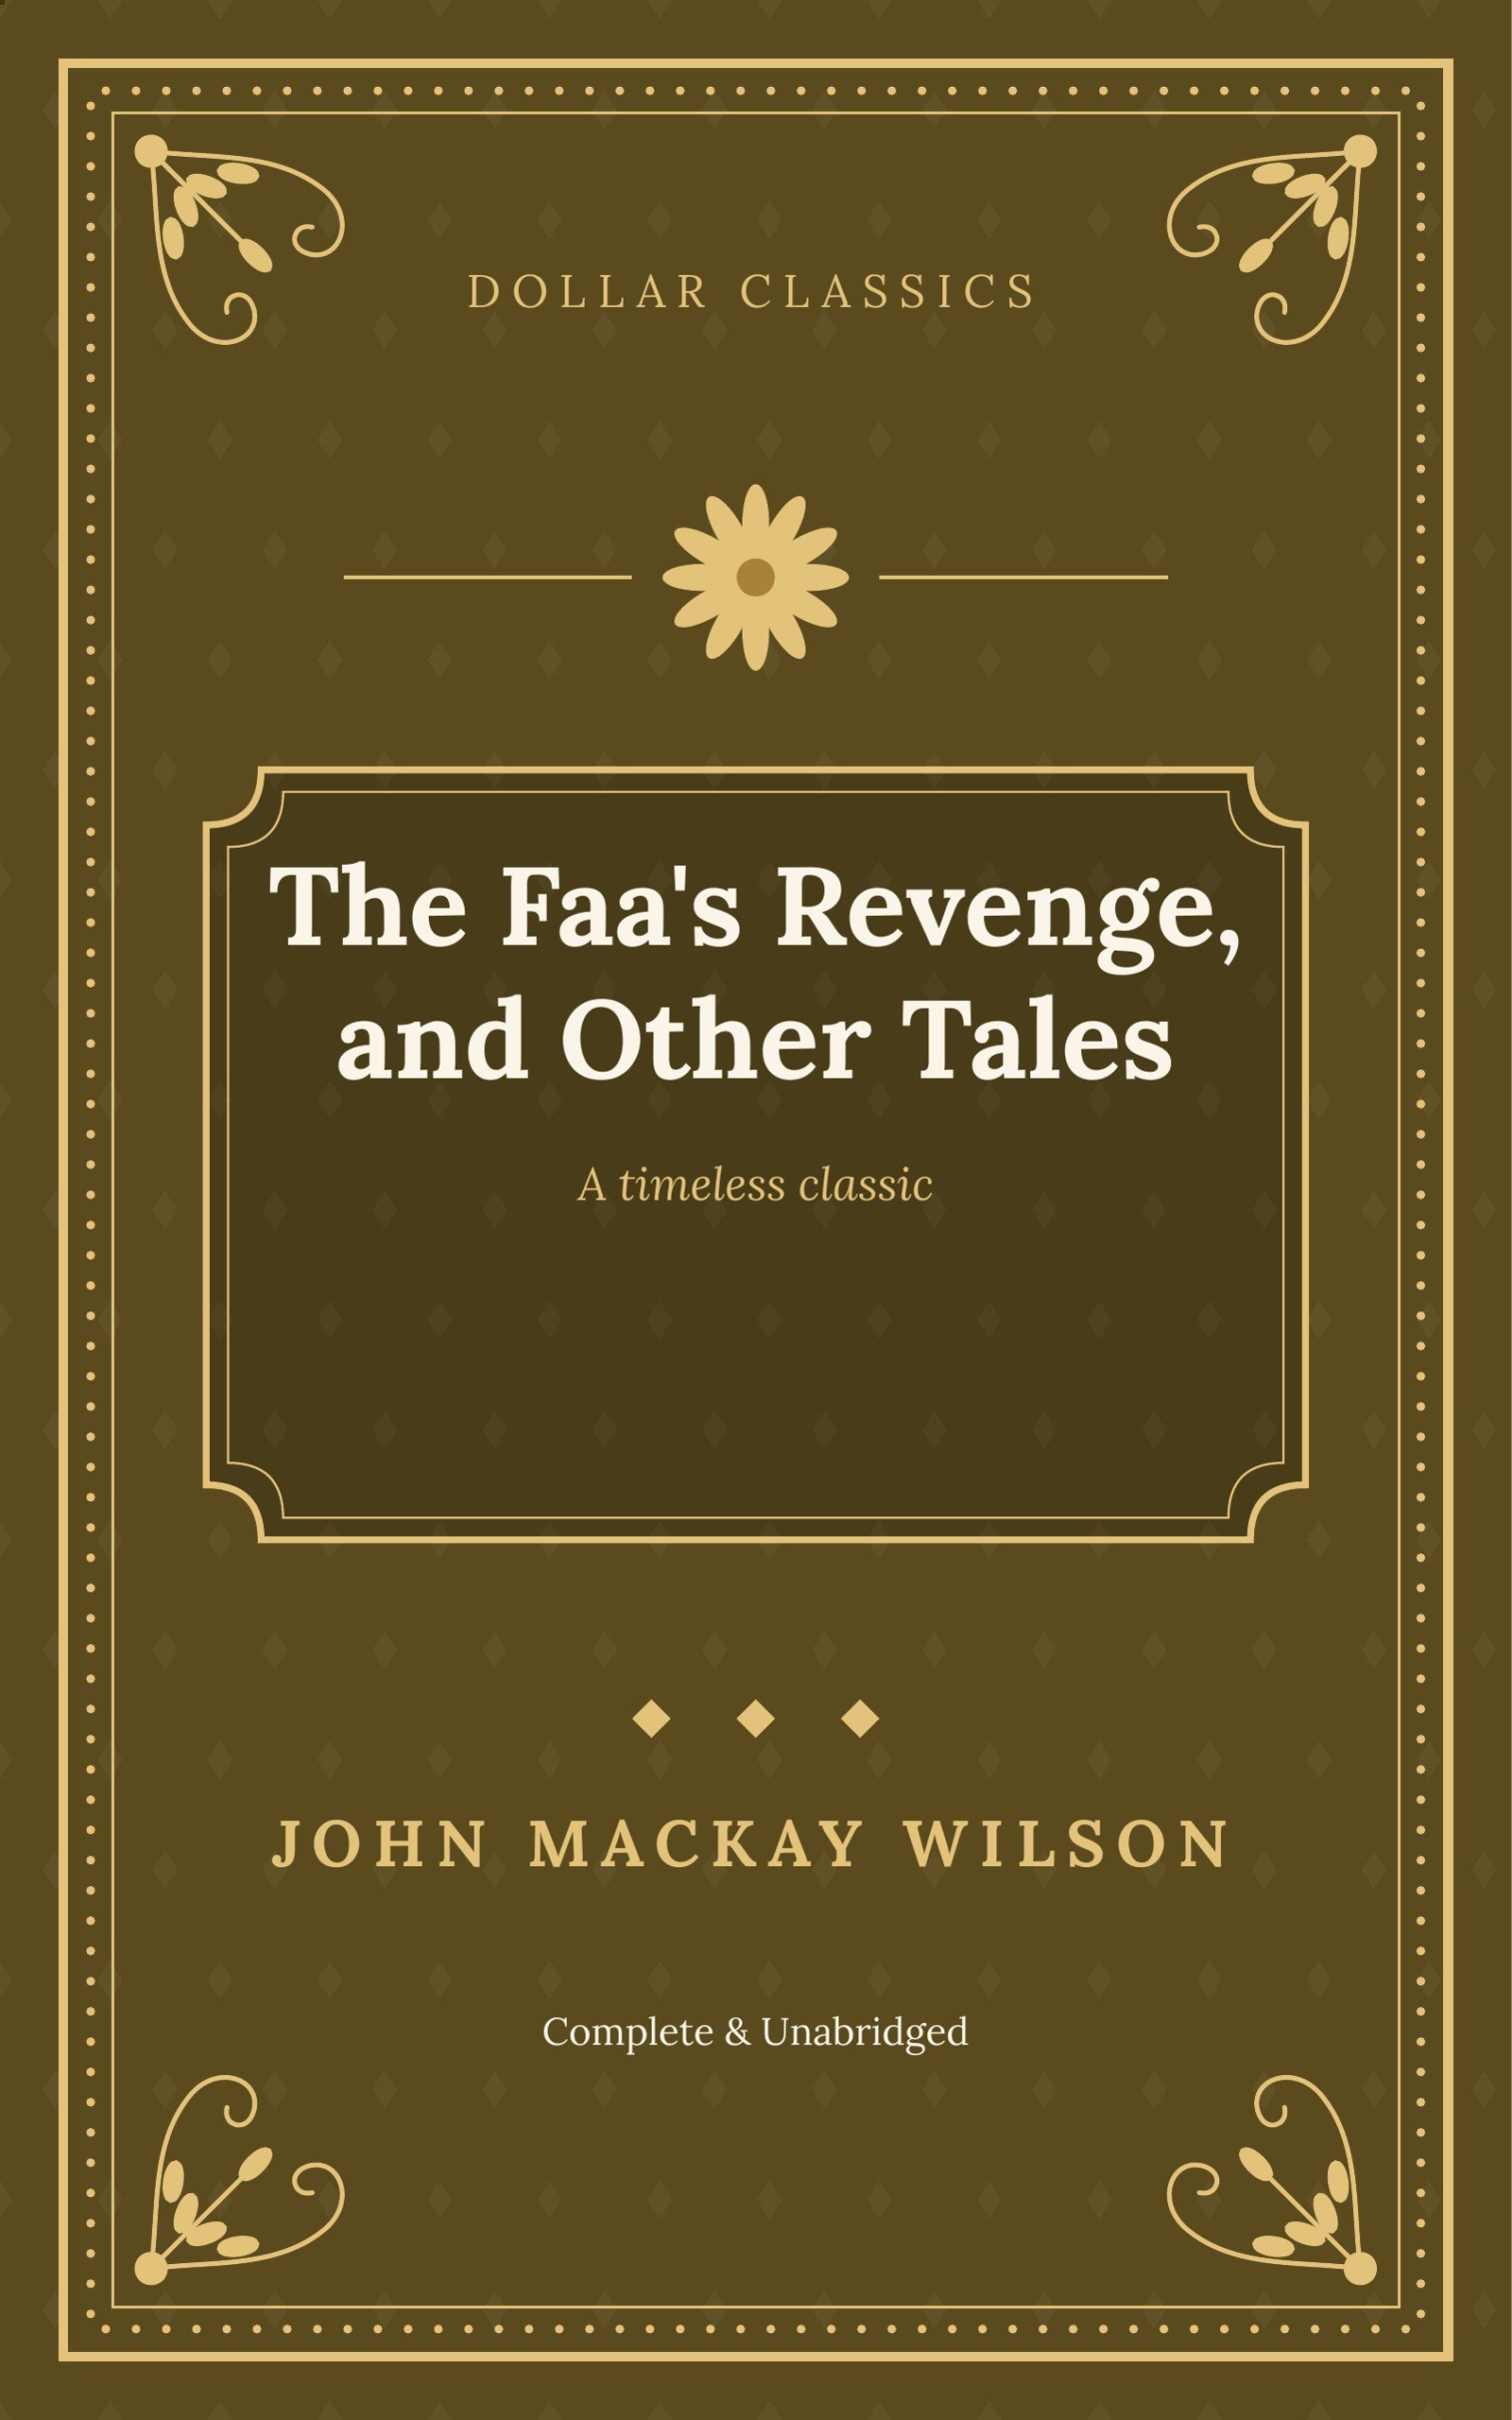 DOLLAR CLASSICS
The Faa's Revenge,
and Other Tales
A timeless classic
JOHN MACKAY WILSON
Complete & Unabridged